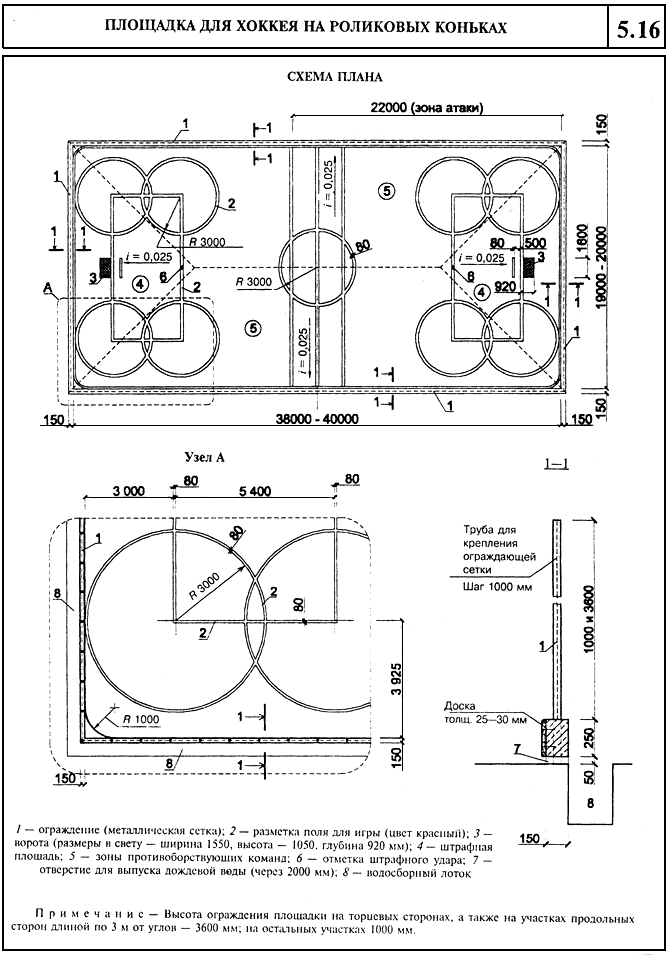 ПЛОЩАДКА ДЛЯ ХОККЕЯ НА РОЛИКОВЫХ КОНЬКАХ
5.16
СХЕМА ПЛАНА
22000 (зона атаки)
150
1
1
1
1
2
5
i = 0,025
80
R 3000
1
1
i = 0,025
3
4
6
2
R 3000
i = 0,025
80
500
3
1800
8
4
920
1
1
19000 - 20000
А
5
i = 0,025
1
1
1
1
150
38000 - 40000
150
150
Узел А
1—1
3 000
80
5 400
80
1
80
R 3000
2
80
2
8
3 925
R 1000
1
1
8
150
150
Труба для
крепления
ограждающей
сетки
Шаг 1000 мм
1000 и 3600
1
Доска
толщ. 25—30 мм
250
7
50
8
150
1 — ограждение (металлическая сетка); 2 — разметка поля для игры (цвет красный); 3 —
ворота (размеры в свету — ширина 1550, высота — 1050. глубина 920 мм); 4 — штрафная
площадь; 5 — зоны противоборствующих команд; 6 — отметка штрафного удара; 7 —
отверстие для выпуска дождевой воды (через 2000 мм); 8 — водосборный лоток
Примечание — Высота ограждения площадки на торцевых сторонах, а также на участках продольных
сторон длиной по 3 м от углов — 3600 мм; на остальных участках 1000 мм.